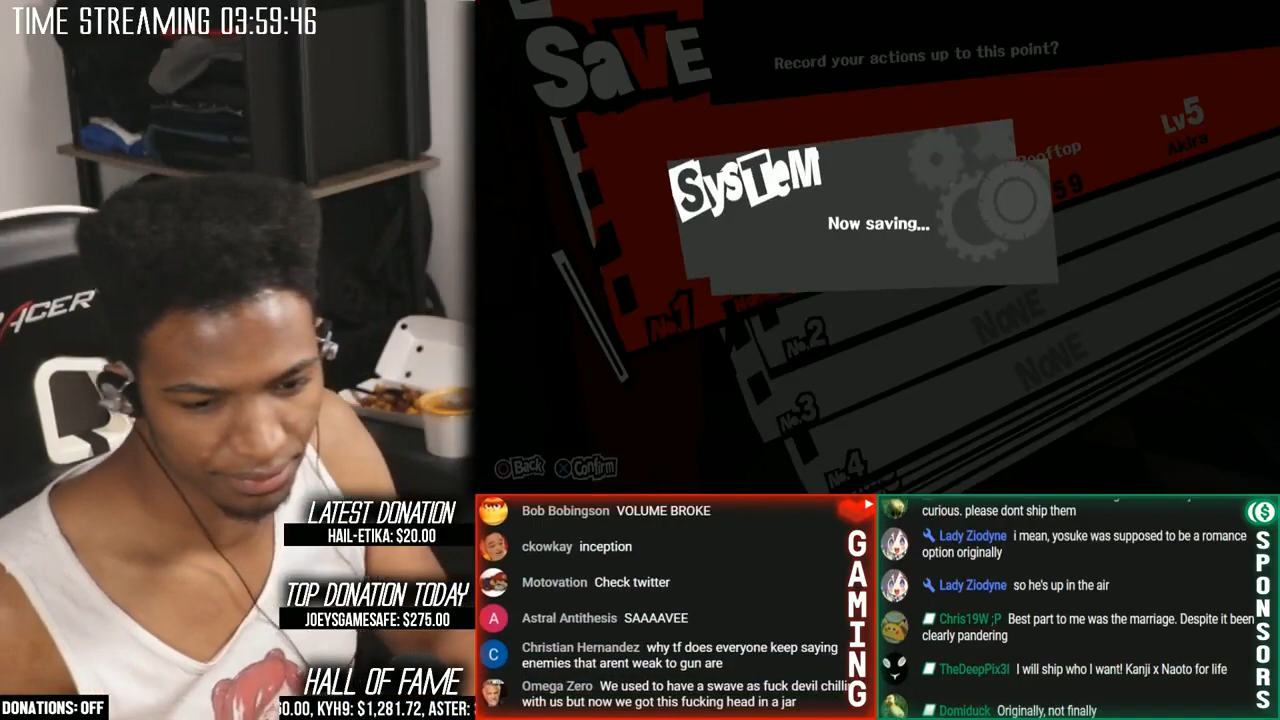 TIME STREAMING 03:59:46
RACER
LATEST DONATION
HAIL-ETIKA: $20.00
TOP DONATION TODAY
JOEYSGAMESAFE: $275.00
HALL OF FAME
0.00, KYH9: $1,281.72, ASTER:
DONATIONS: OFF
SaVE
Record your actions up to this point?
Lv5
Akira
Rooftop
59
SysTeM
Now saving...
No.1
No.2
NoNE
No.3
NoNE
No.4
Back
Confirm
Bob Bobingson VOLUME BROKE
ckowkay inception
Motovation Check twitter
A Astral Antithesis SAAAAVEE
C Christian Hernandez why tf does everyone keep saying
enemies that arent weak to gun are
Omega Zero We used to have a swave as fuck devil chilli
with us but now we got this fucking head in a jar
GAMING
curious. please dont ship them
Lady Ziodyne i mean, yosuke was supposed to be a romance
option originally
Lady Ziodyne so he's up in the air
Chris19W ;P Best part to me was the marriage. Despite it been
clearly pandering
TheDeepPix3l I will ship who I want! Kanji x Naoto for life
Domiduck Originally, not finally
$
SPONSORS